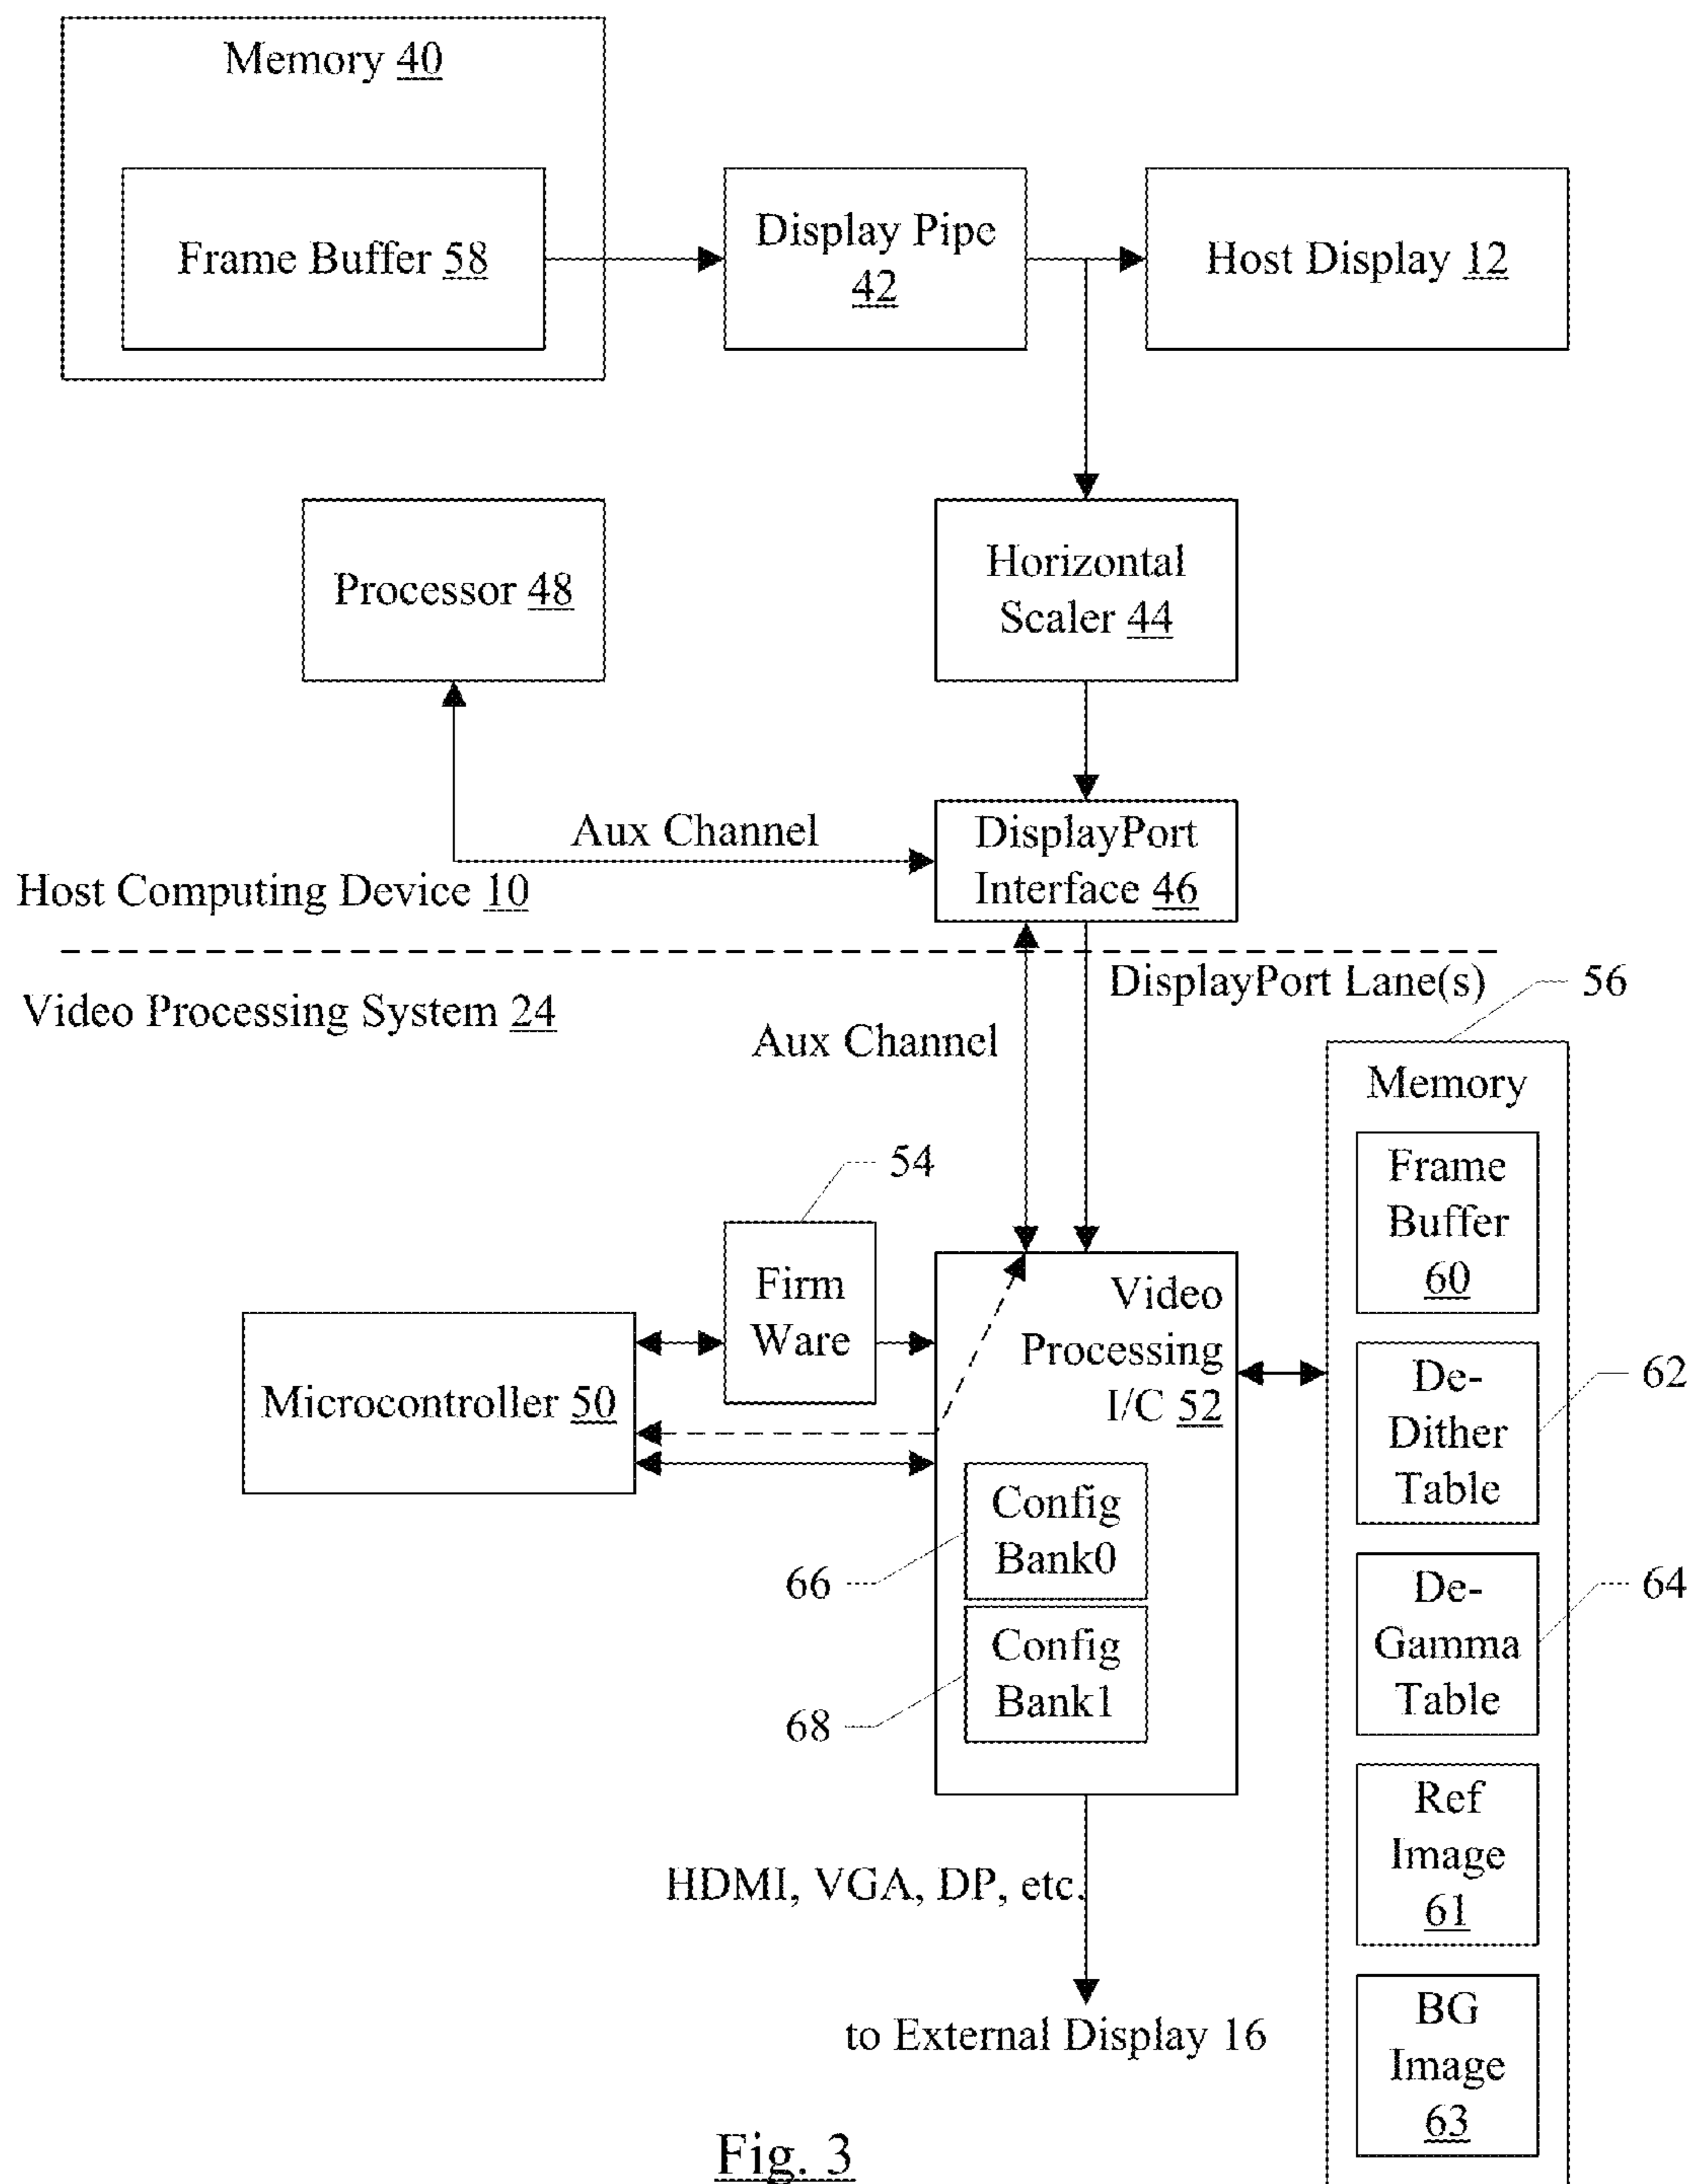 Memory 40
Frame Buffer 58
Display Pipe
42
Host Display 12
Processor 48
Horizontal
Scaler 44
Aux Channel
DisplayPort
Interface 46
Host Computing Device 10
Video Processing System 24
DisplayPort Lane(s)
56
Aux Channel
Memory
Frame
Buffer
60
54
Firm
Ware
Video
Processing
I/C 52
Microcontroller 50
De-
Dither
Table
62
Config
Bank0
66
De-
Gamma
Table
64
Config
Bank1
68
Ref
Image
61
HDMI, VGA, DP, etc.
BG
Image
63
to External Display 16
Fig. 3